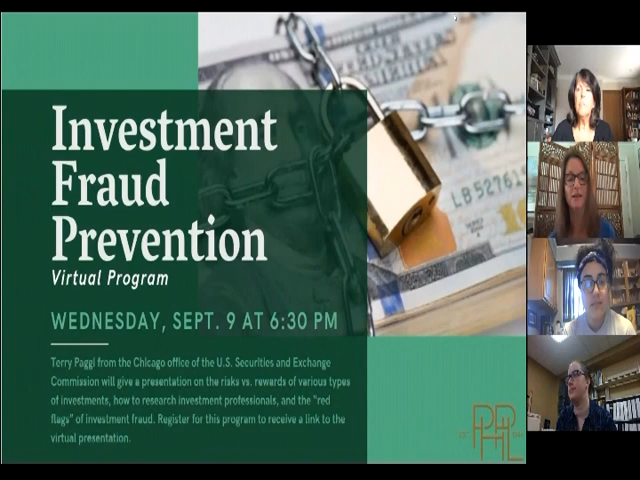 Investment
Fraud
Prevention
Virtual Program
WEDNESDAY, SEPT. 9 AT 6:30 PM
Terry Paggi from the Chicago office of the U.S. Securities and Exchange
Commission will give a presentation on the risks vs. rewards of various types
of investments, how to research investment professionals, and the "red
flags" of investment fraud. Register for this program to receive a link to the
virtual presentation.
LB527619